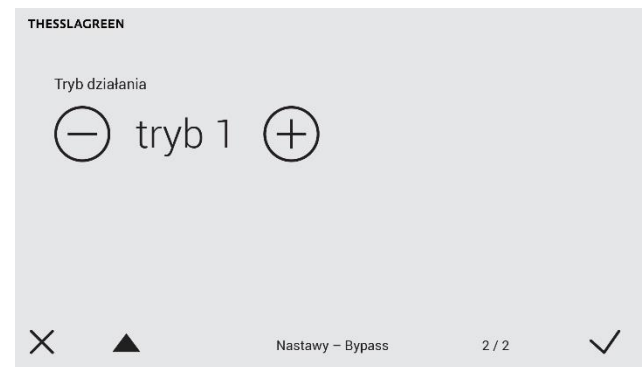 THESSLAGREEN
Tryb działania
tryb 1
Nastawy – Bypass 2 / 2